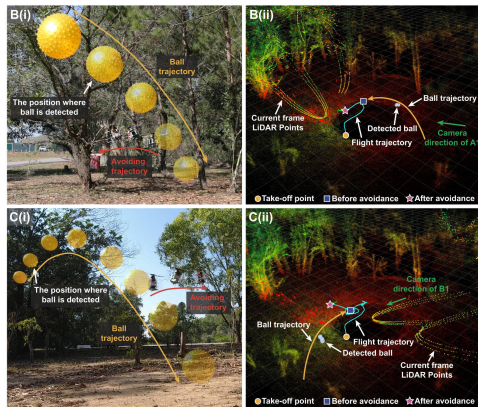 B(i)
Ball
trajectory
The position where
ball is detected
Avoiding
trajectory
B(ii)
Ball trajectory
Current frame
LiDAR Points
Detected ball
Flight trajectory
Camera
direction of A1
Take-off point
Before avoidance
After avoidance
C(i)
The position where
ball is detected
Avoiding
trajectory
Ball
trajectory
C(ii)
Camera
direction of B1
Ball trajectory
Flight trajectory
Detected ball
Current frame
LiDAR Points
Take-off point
Before avoidance
After avoidance